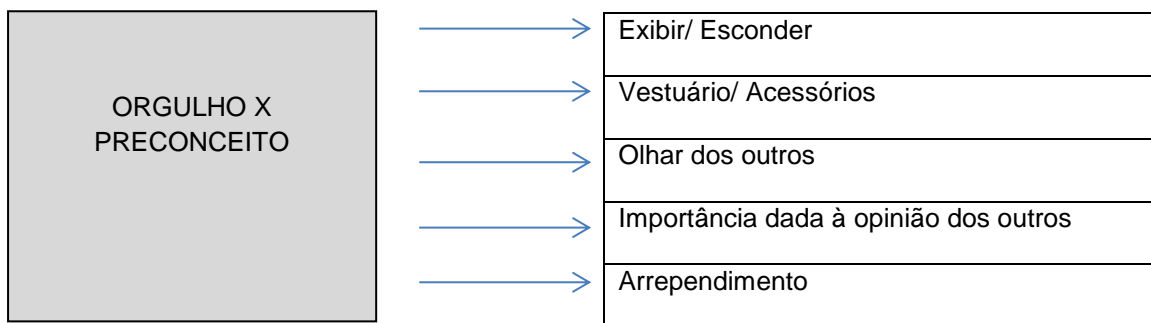 ORGULHO X
PRECONCEITO
Exibir/ Esconder
Vestuário/ Acessórios
Olhar dos outros
Importância dada à opinião dos outros
Arrependimento